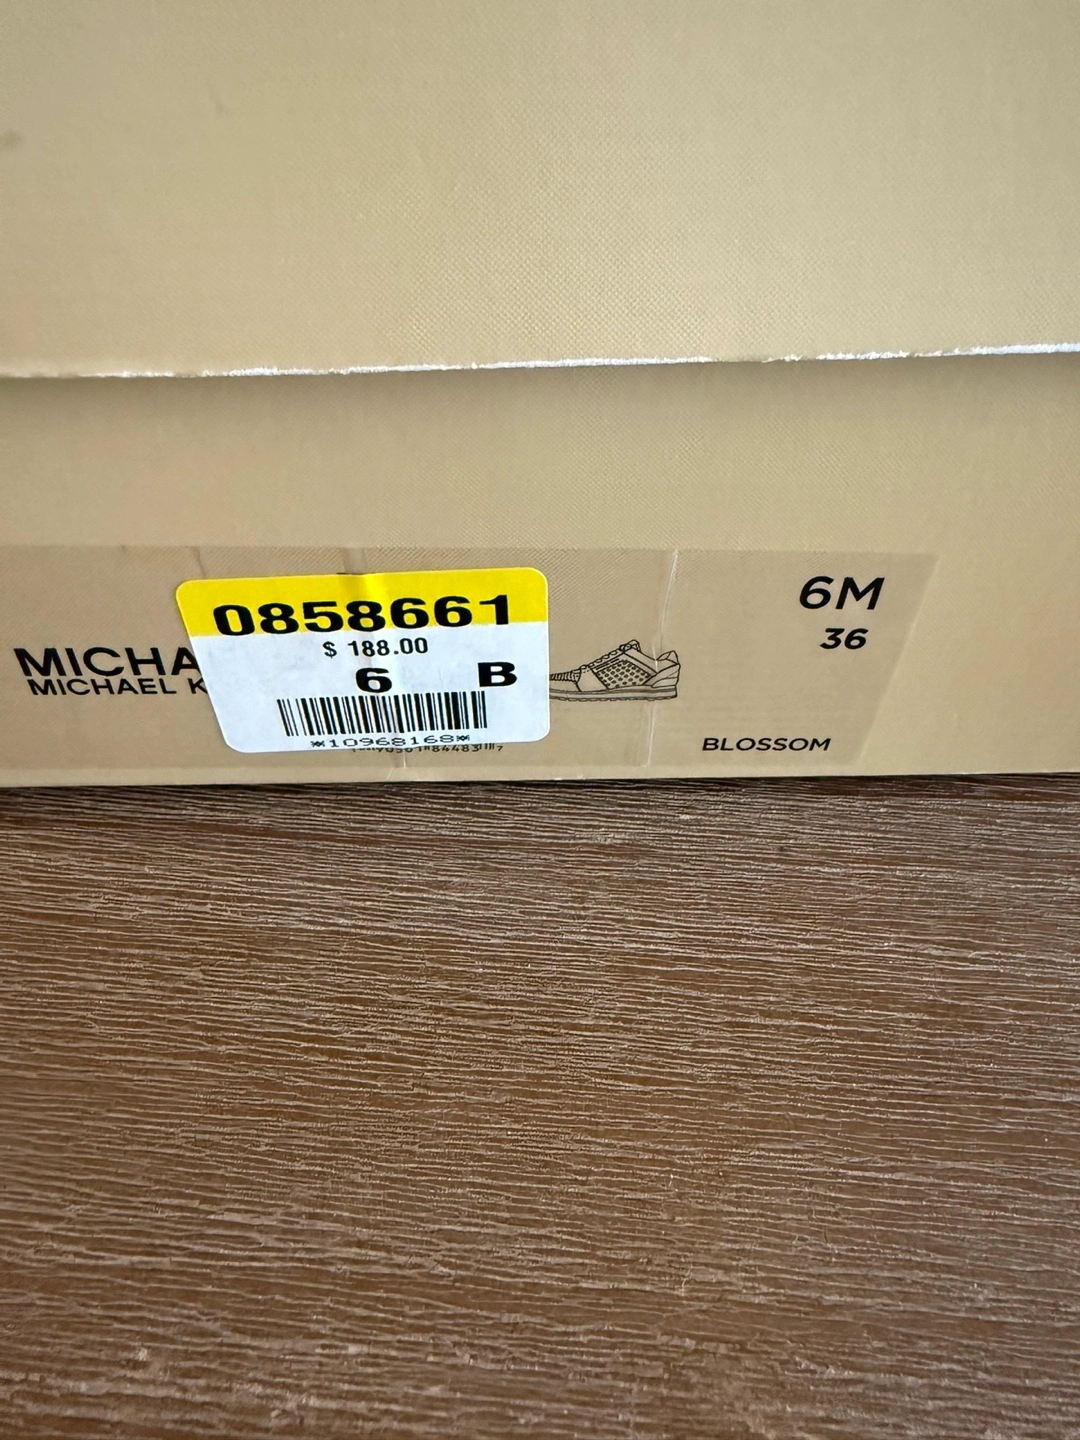 MICHA
MICHAEL K
0858661
$ 188.00
6 B
*10968168*
6M
36
BLOSSOM